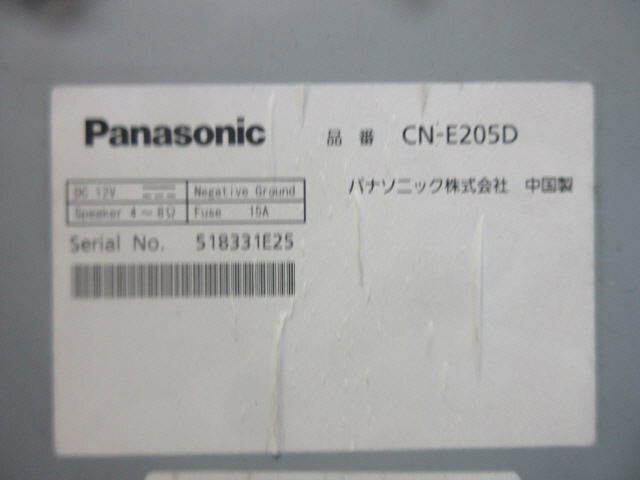 Panasonic 品番 CN-E205D
DC 12V Negative Ground
Speaker 4～8Ω Fuse 15A
パナソニック株式会社 中国製
Serial No. 518331E25